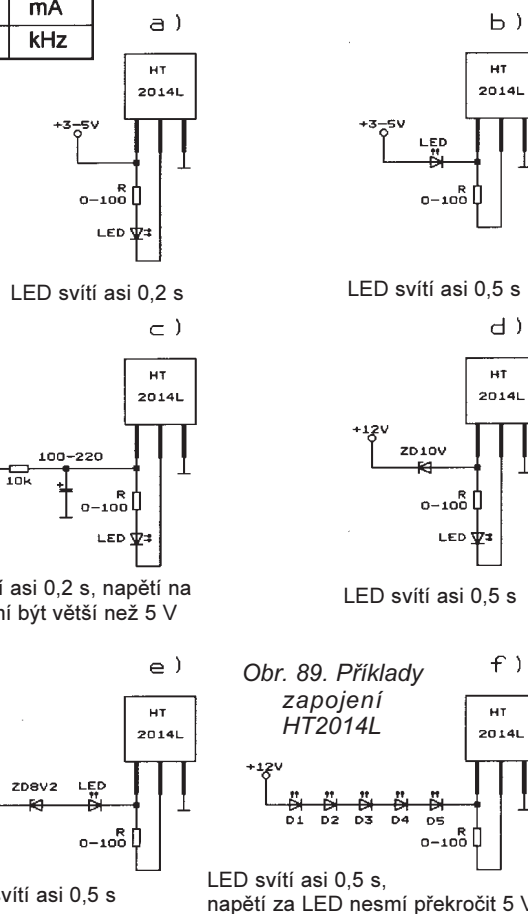 mA
kHz
a )
HT
2014L
+3-5V
R
0-100
LED
LED svítí asi 0,2 s
b )
HT
2014L
+3-5V
LED
R
0-100
LED svítí asi 0,5 s
c )
HT
2014L
100-220
10k
+
R
0-100
LED
asi 0,2 s, napětí na
být větší než 5 V
d )
HT
2014L
+12V
ZD10V
R
0-100
LED
LED svítí asi 0,5 s
e )
HT
2014L
ZD8V2
LED
R
0-100
svítí asi 0,5 s
Obr. 89. Příklady
zapojení
HT2014L
f )
HT
2014L
+12V
D1 D2 D3 D4 D5
R
0-100
LED svítí asi 0,5 s,
napětí za LED nesmí překročit 5 V